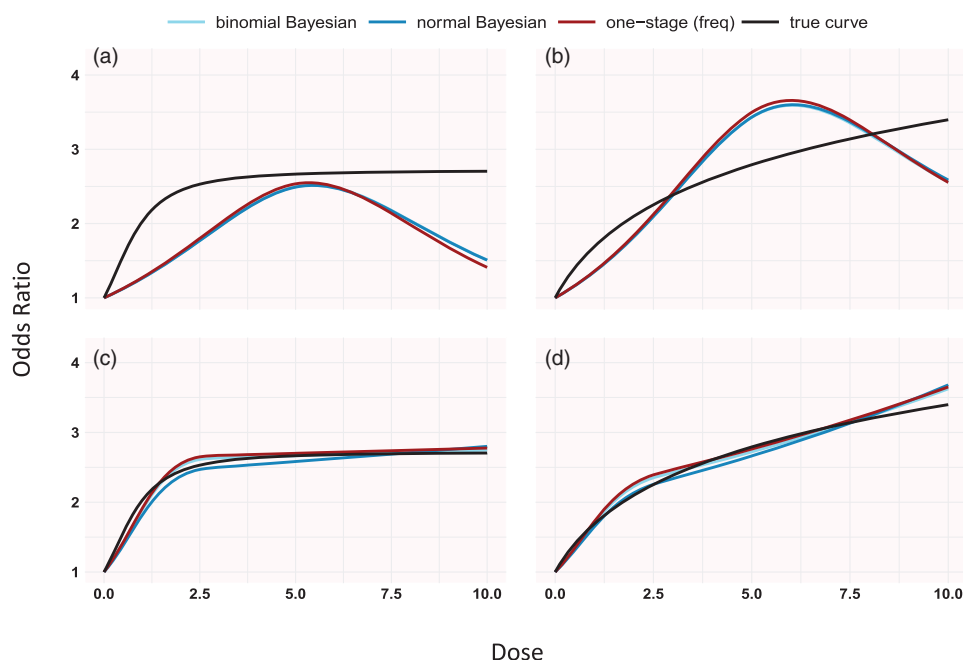 binomial Bayesian normal Bayesian one−stage (freq) true curve
(a) (b)
4
3
2
1
(c) (d)
4
3
2
1
0.0 2.5 5.0 7.5 10.0 0.0 2.5 5.0 7.5 10.0
Odds Ratio
Dose